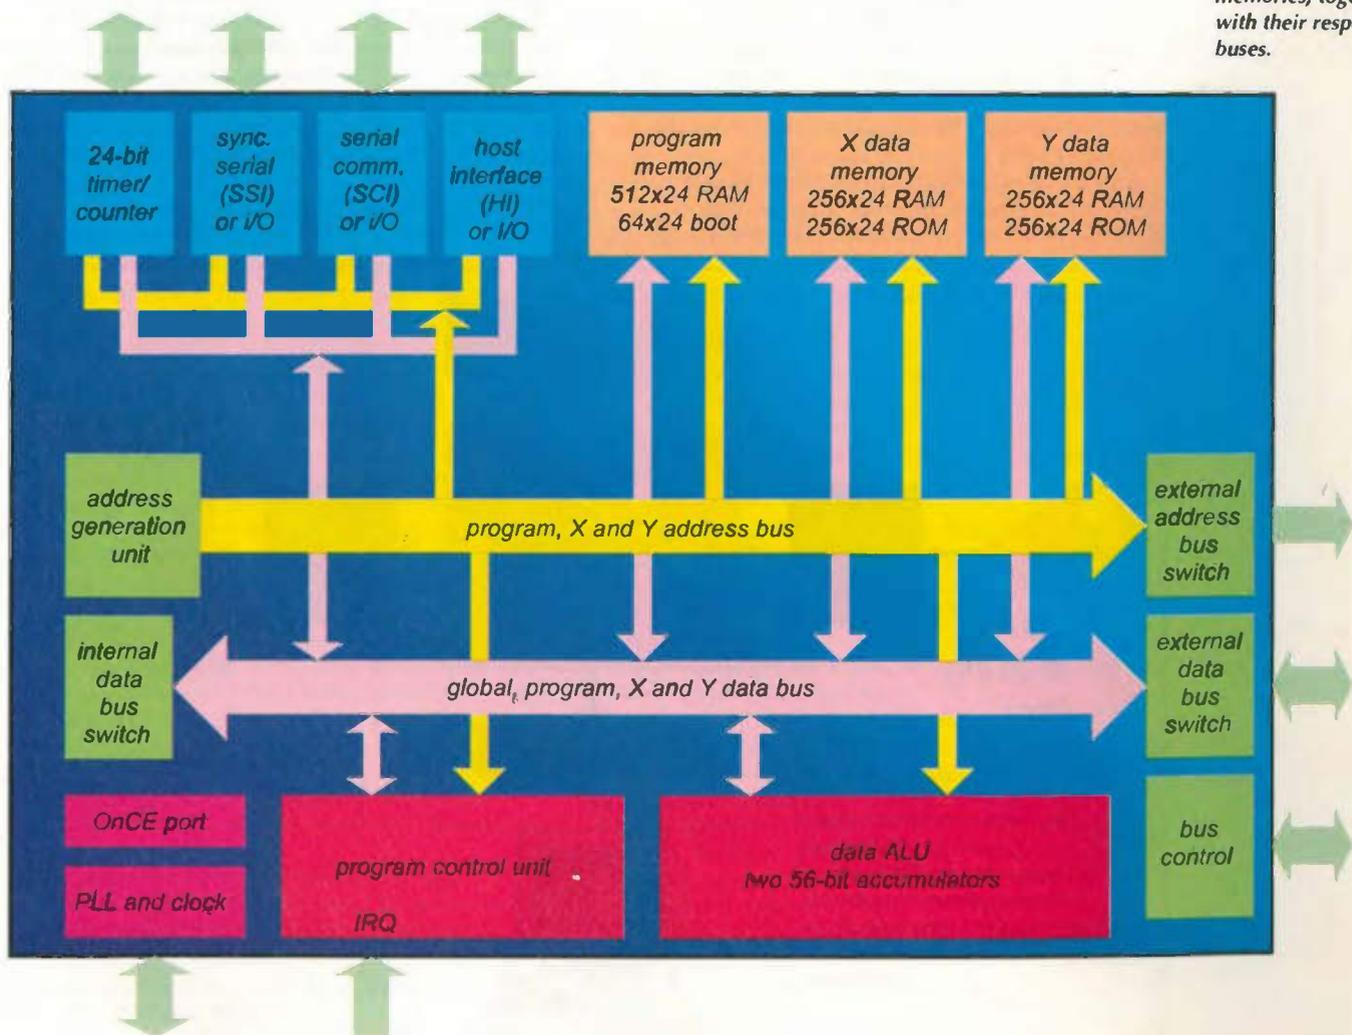 with their resp
buses.
24-bit
timer/
counter
sync.
serial
(SSI)
or i/O
serial
comm.
(SCI)
or i/O
host
interface
(HI)
or I/O
program
memory
512x24 RAM
64x24 boot
X data
memory
256x24 RAM
256x24 ROM
Y data
memory
256x24 RAM
256x24 ROM
address
generation
unit
program, X and Y address bus
external
address
bus
switch
internal
data
bus
switch
global, program, X and Y data bus
external
data
bus
switch
OnCE port
PLL and clock
program control unit
IRQ
data ALU
two 56-bit accumulators
bus
control